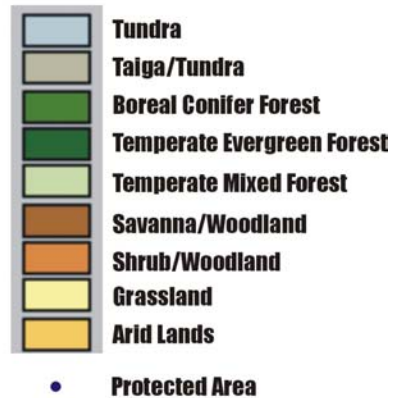 Tundra
Taiga/Tundra
Boreal Conifer Forest
Temperate Evergreen Forest
Temperate Mixed Forest
Savanna/Woodland
Shrub/Woodland
Grassland
Arid Lands
Protected Area